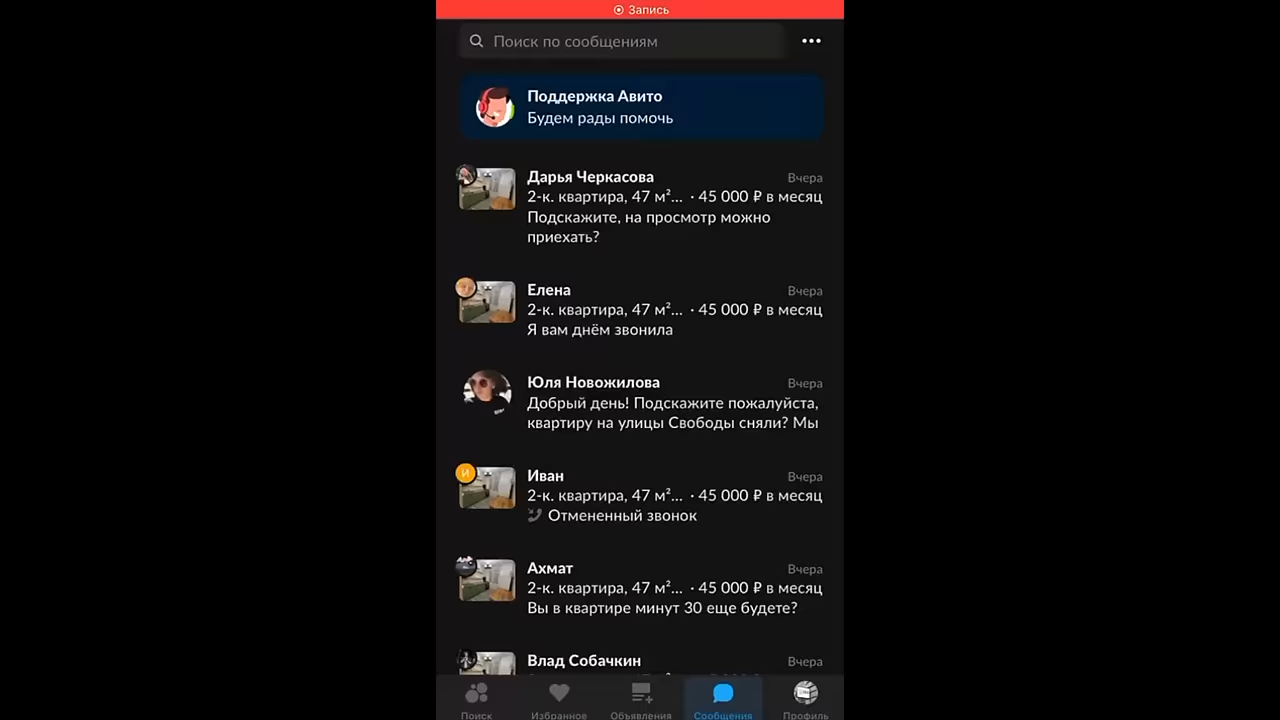 Запись
Поиск по сообщениям
Поддержка Авито
Будем рады помочь
Дарья Черкасова Вчера
2-к. квартира, 47 м²... · 45 000 ₽ в месяц
Подскажите, на просмотр можно
приехать?
Елена Вчера
2-к. квартира, 47 м²... · 45 000 ₽ в месяц
Я вам днём звонила
Юля Новожилова Вчера
Добрый день! Подскажите пожалуйста,
квартиру на улицы Свободы сняли? Мы
И
Иван Вчера
2-к. квартира, 47 м²... · 45 000 ₽ в месяц
Отмененный звонок
Ахмат Вчера
2-к. квартира, 47 м²... · 45 000 ₽ в месяц
Вы в квартире минут 30 еще будете?
Влад Собачкин Вчера
Поиск Избранное Объявления Сообщения Профиль